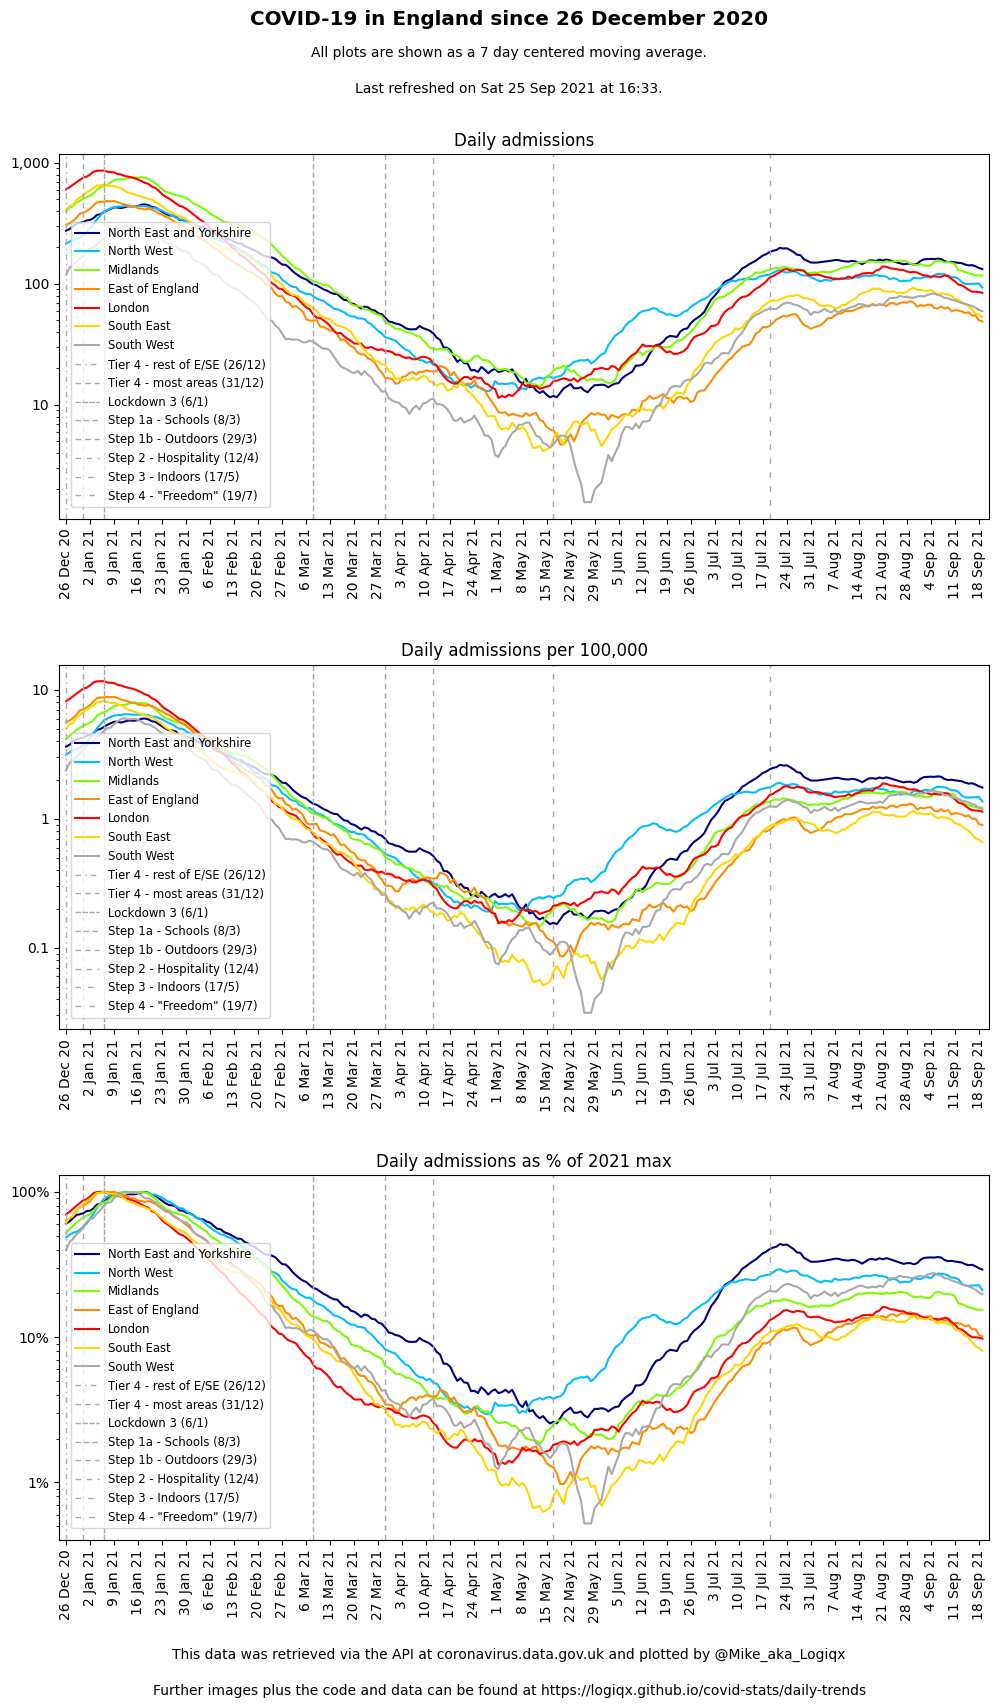 COVID-19 in England since 26 December 2020
All plots are shown as a 7 day centered moving average.
Last refreshed on Sat 25 Sep 2021 at 16:33.
Daily admissions
1,000
100
10
North East and Yorkshire
North West
Midlands
East of England
London
South East
South West
Tier 4 - rest of E/SE (26/12)
Tier 4 - most areas (31/12)
Lockdown 3 (6/1)
Step 1a - Schools (8/3)
Step 1b - Outdoors (29/3)
Step 2 - Hospitality (12/4)
Step 3 - Indoors (17/5)
Step 4 - "Freedom" (19/7)
26 Dec 20
2 Jan 21
9 Jan 21
16 Jan 21
23 Jan 21
30 Jan 21
6 Feb 21
13 Feb 21
20 Feb 21
27 Feb 21
6 Mar 21
13 Mar 21
20 Mar 21
27 Mar 21
3 Apr 21
10 Apr 21
17 Apr 21
24 Apr 21
1 May 21
8 May 21
15 May 21
22 May 21
29 May 21
5 Jun 21
12 Jun 21
19 Jun 21
26 Jun 21
3 Jul 21
10 Jul 21
17 Jul 21
24 Jul 21
31 Jul 21
7 Aug 21
14 Aug 21
21 Aug 21
28 Aug 21
4 Sep 21
11 Sep 21
18 Sep 21
Daily admissions per 100,000
10
1
0.1
North East and Yorkshire
North West
Midlands
East of England
London
South East
South West
Tier 4 - rest of E/SE (26/12)
Tier 4 - most areas (31/12)
Lockdown 3 (6/1)
Step 1a - Schools (8/3)
Step 1b - Outdoors (29/3)
Step 2 - Hospitality (12/4)
Step 3 - Indoors (17/5)
Step 4 - "Freedom" (19/7)
26 Dec 20
2 Jan 21
9 Jan 21
16 Jan 21
23 Jan 21
30 Jan 21
6 Feb 21
13 Feb 21
20 Feb 21
27 Feb 21
6 Mar 21
13 Mar 21
20 Mar 21
27 Mar 21
3 Apr 21
10 Apr 21
17 Apr 21
24 Apr 21
1 May 21
8 May 21
15 May 21
22 May 21
29 May 21
5 Jun 21
12 Jun 21
19 Jun 21
26 Jun 21
3 Jul 21
10 Jul 21
17 Jul 21
24 Jul 21
31 Jul 21
7 Aug 21
14 Aug 21
21 Aug 21
28 Aug 21
4 Sep 21
11 Sep 21
18 Sep 21
Daily admissions as % of 2021 max
100%
10%
1%
North East and Yorkshire
North West
Midlands
East of England
London
South East
South West
Tier 4 - rest of E/SE (26/12)
Tier 4 - most areas (31/12)
Lockdown 3 (6/1)
Step 1a - Schools (8/3)
Step 1b - Outdoors (29/3)
Step 2 - Hospitality (12/4)
Step 3 - Indoors (17/5)
Step 4 - "Freedom" (19/7)
26 Dec 20
2 Jan 21
9 Jan 21
16 Jan 21
23 Jan 21
30 Jan 21
6 Feb 21
13 Feb 21
20 Feb 21
27 Feb 21
6 Mar 21
13 Mar 21
20 Mar 21
27 Mar 21
3 Apr 21
10 Apr 21
17 Apr 21
24 Apr 21
1 May 21
8 May 21
15 May 21
22 May 21
29 May 21
5 Jun 21
12 Jun 21
19 Jun 21
26 Jun 21
3 Jul 21
10 Jul 21
17 Jul 21
24 Jul 21
31 Jul 21
7 Aug 21
14 Aug 21
21 Aug 21
28 Aug 21
4 Sep 21
11 Sep 21
18 Sep 21
This data was retrieved via the API at coronavirus.data.gov.uk and plotted by @Mike_aka_Logiqx
Further images plus the code and data can be found at https://logiqx.github.io/covid-stats/daily-trends